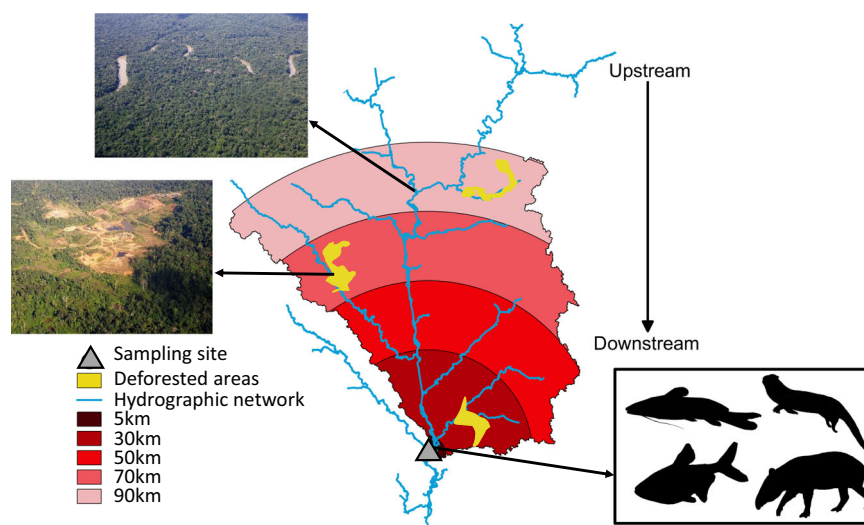 Upstream
Downstream
Sampling site
Deforested areas
Hydrographic network
5km
30km
50km
70km
90km